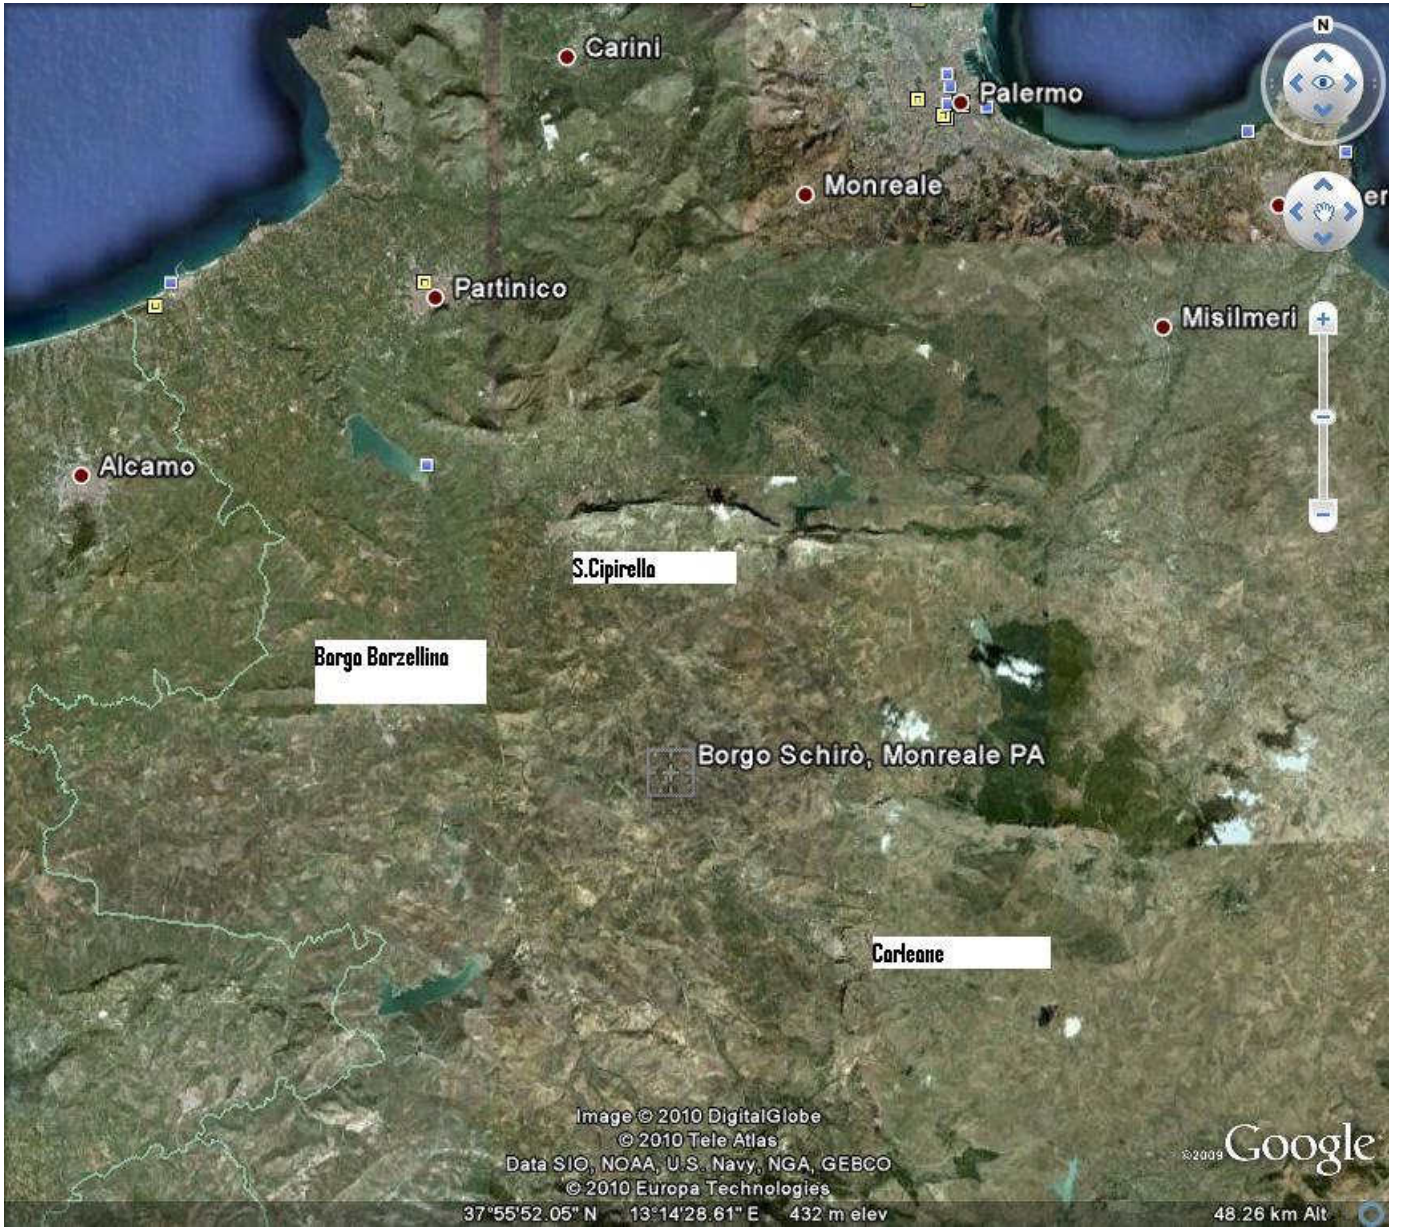 Carini
N
Palermo
Monreale
er
Partinico
Misilmeri
Alcamo
S.Cipirello
Borgo Borzellino
Borgo Schirò, Monreale PA
Corleone
Image © 2010 DigitalGlobe
© 2010 Tele Atlas
Data SIO, NOAA, U.S. Navy, NGA, GEBCO
© 2010 Europa Technologies
©2009 Google
37°55'52.05" N 13°14'28.61" E 432 m elev 48.26 km Alt